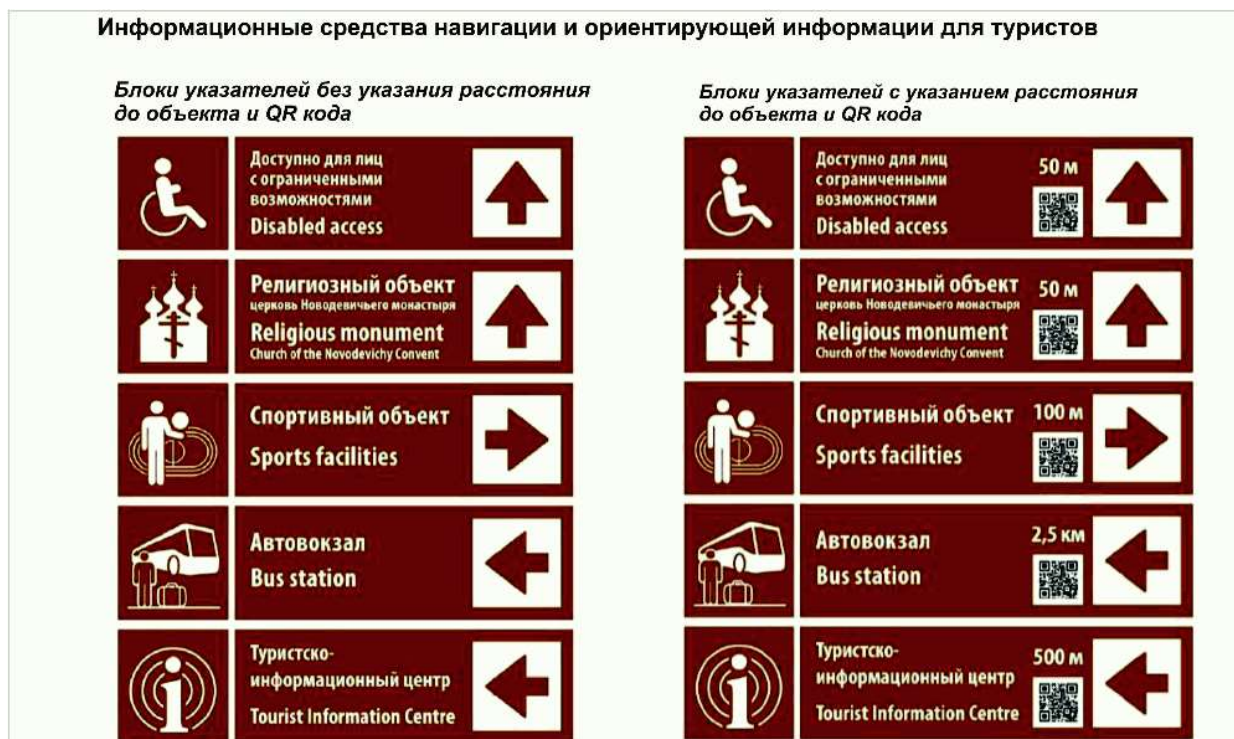 Информационные средства навигации и ориентирующей информации для туристов
Блоки указателей без указания расстояния
до объекта и QR кода
Доступно для лиц
с ограниченными
возможностями
Disabled access
Религиозный объект
церковь Новодевичьего монастыря
Religious monument
Church of the Novodevichy Convent
Спортивный объект
Sports facilities
Автовокзал
Bus station
Туристско-
информационный центр
Tourist Information Centre
Блоки указателей с указанием расстояния
до объекта и QR кода
Доступно для лиц
с ограниченными
возможностями
Disabled access
50 м
Религиозный объект
церковь Новодевичьего монастыря
Religious monument
Church of the Novodevichy Convent
50 м
Спортивный объект
Sports facilities
100 м
Автовокзал
Bus station
2,5 км
Туристско-
информационный центр
Tourist Information Centre
500 м